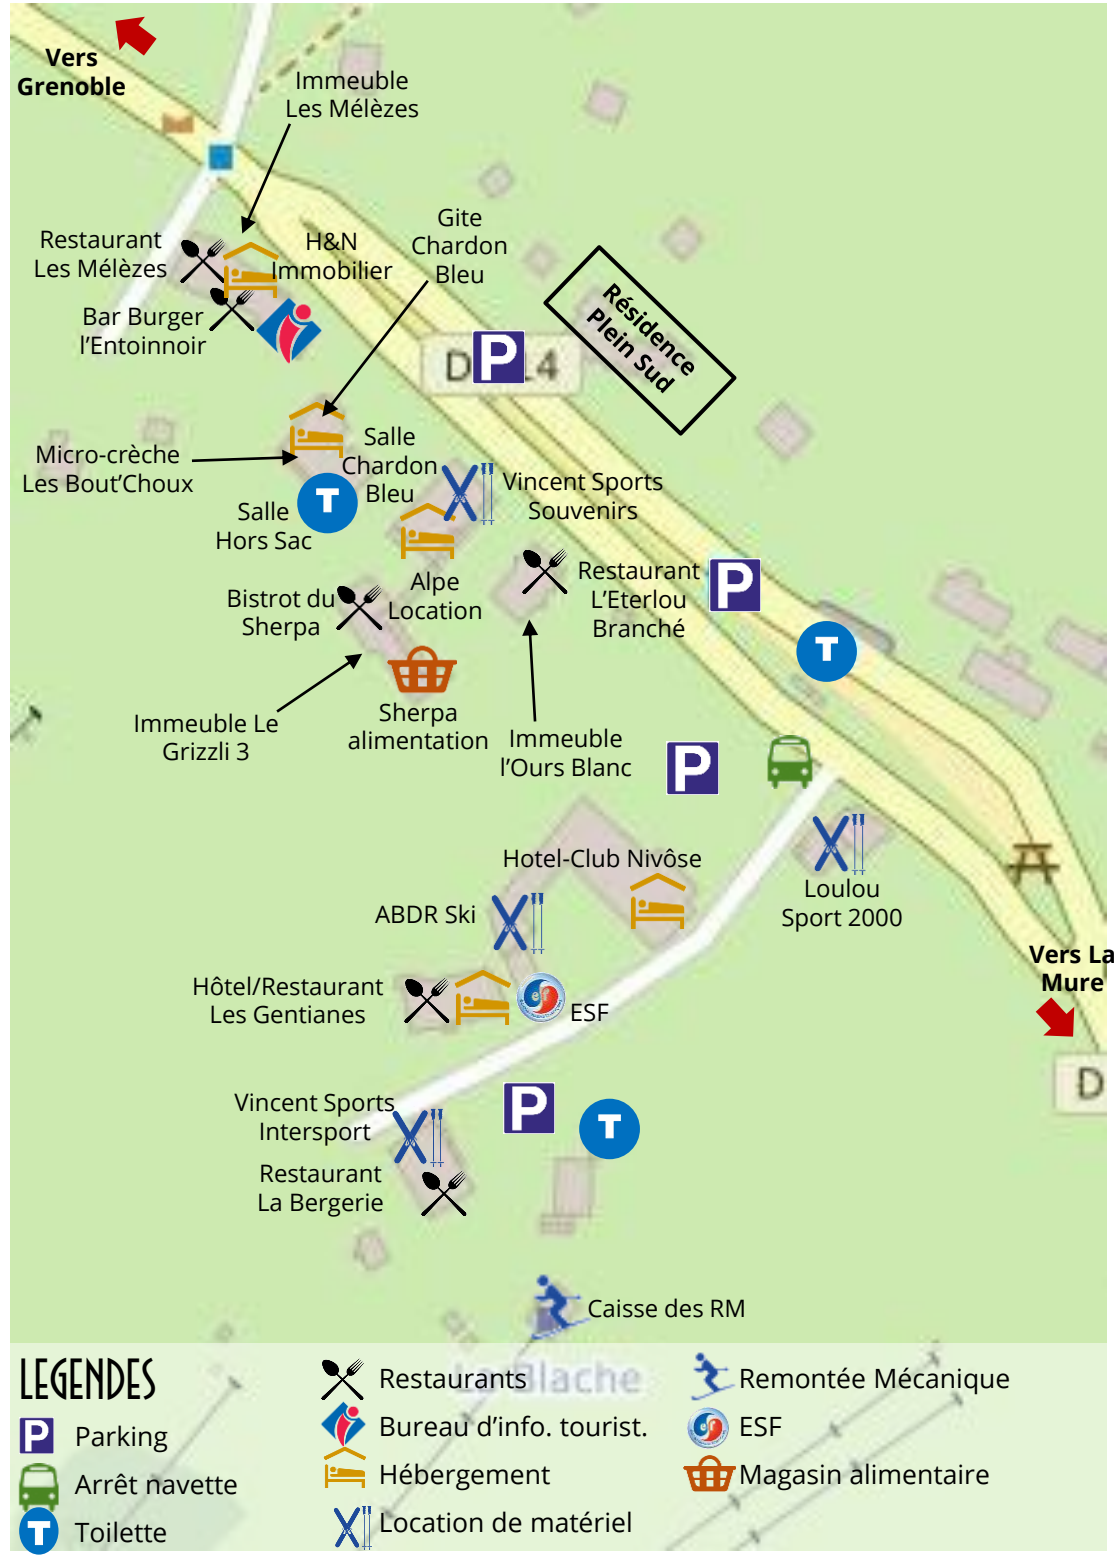 Vers
Grenoble
Immeuble
Les Mélèzes
Gite
Chardon
Bleu
Restaurant
Les Mélèzes
H&N
Immobilier
Bar Burger
l'Entoinnoir
Résidence
Plein Sud
P
D
4
Micro-crèche
Les Bout'Choux
Salle
Chardon
Bleu
T
Salle
Hors Sac
Vincent Sports
Souvenirs
Alpe
Location
Bistrot du
Sherpa
Restaurant
L'Eterlou
Branché
P
T
Immeuble Le
Grizzli 3
Sherpa
alimentation
Immeuble
l'Ours Blanc
P
Hotel-Club Nivôse
Loulou
Sport 2000
ABDR Ski
Vers La
Mure
Hôtel/Restaurant
Les Gentianes
esf
ESF
D
Vincent Sports
Intersport
P
T
Restaurant
La Bergerie
Caisse des RM
La Blache
LEGENDES
P Parking
Arrêt navette
T Toilette
Restaurants
Bureau d'info. tourist.
Hébergement
Location de matériel
Remontée Mécanique
ESF
Magasin alimentaire